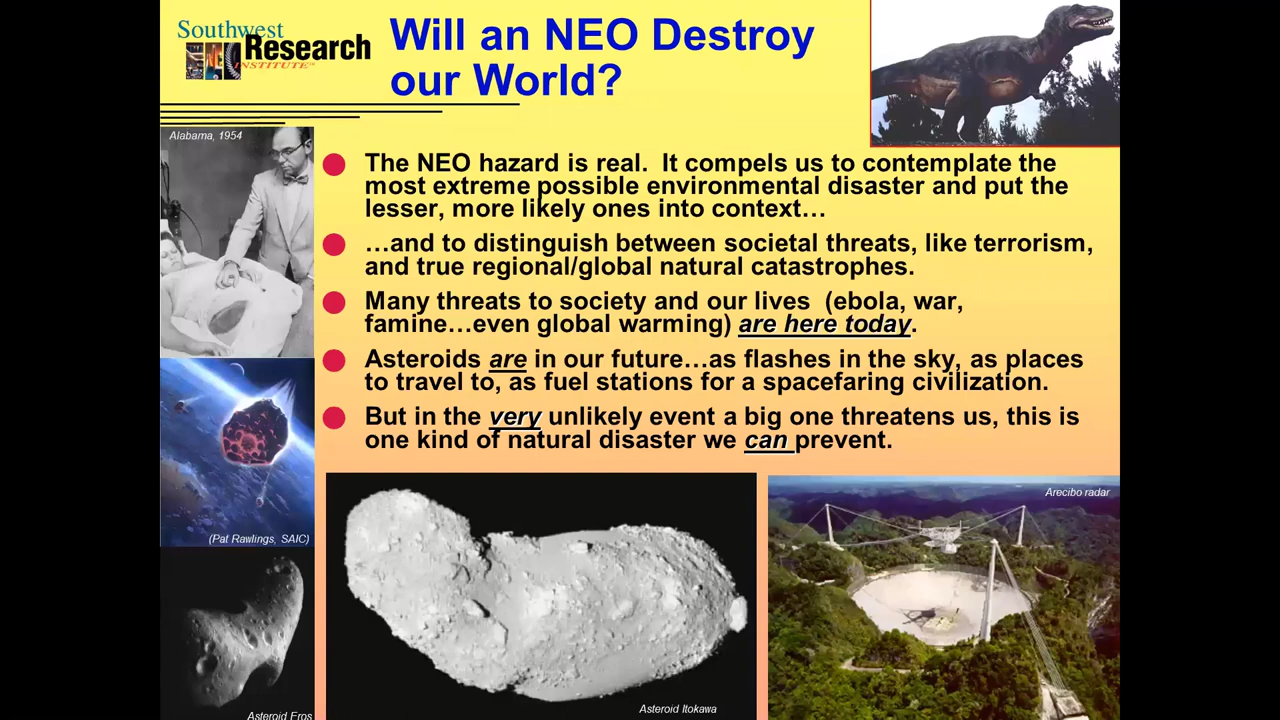 Southwest
Research
INSTITUTE™
Will an NEO Destroy
our World?
Alabama, 1954
The NEO hazard is real.  It compels us to contemplate the
most extreme possible environmental disaster and put the
lesser, more likely ones into context…
…and to distinguish between societal threats, like terrorism,
and true regional/global natural catastrophes.
Many threats to society and our lives  (ebola, war,
famine…even global warming) are here today.
Asteroids are in our future…as flashes in the sky, as places
to travel to, as fuel stations for a spacefaring civilization.
But in the very unlikely event a big one threatens us, this is
one kind of natural disaster we can prevent.
(Pat Rawlings, SAIC)
Arecibo radar
Asteroid Eros
Asteroid Itokawa